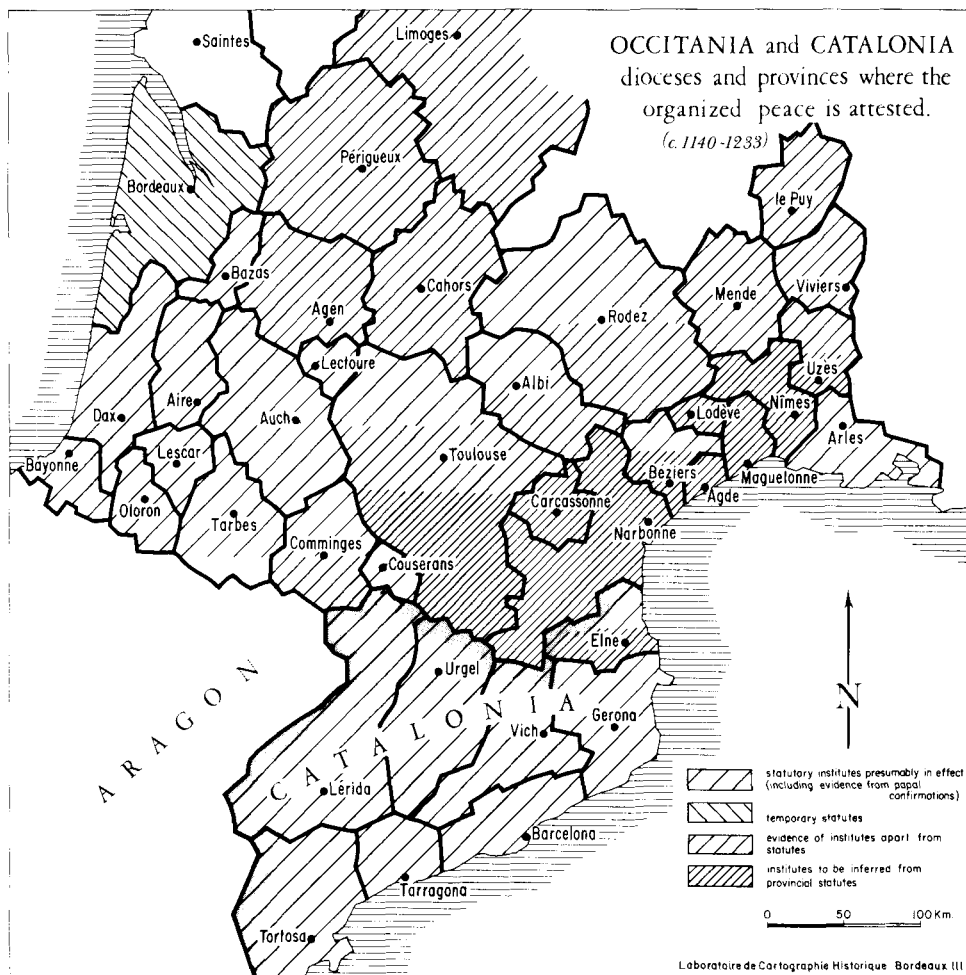 OCCITANIA and CATALONIA
dioceses and provinces where the
organized peace is attested.
(c. 1140-1233)
Saintes
Limoges
Périgueux
Bordeaux
le Puy
Bazas
Cahors
Mende
Viviers
Agen
Rodez
Lectoure
Albi
Uzès
Dax
Aire
Auch
Lodève
Nîmes
Arles
Bayonne
Lescar
Toulouse
Beziers
Maguelonne
Agde
Oloron
Tarbes
Carcassonne
Narbonne
Comminges
Couserans
Elne
Urgel
ARAGON
CATALONIA
N
Vich
Gerona
Lérida
Barcelona
Tarragona
Tortosa
statutory institutes presumably in effect
(including evidence from papal
confirmations)
temporary statutes
evidence of institutes apart from
statutes
institutes to be inferred from
provincial statutes
0 50 100 Km.
Laboratoire de Cartographie Historique Bordeaux III